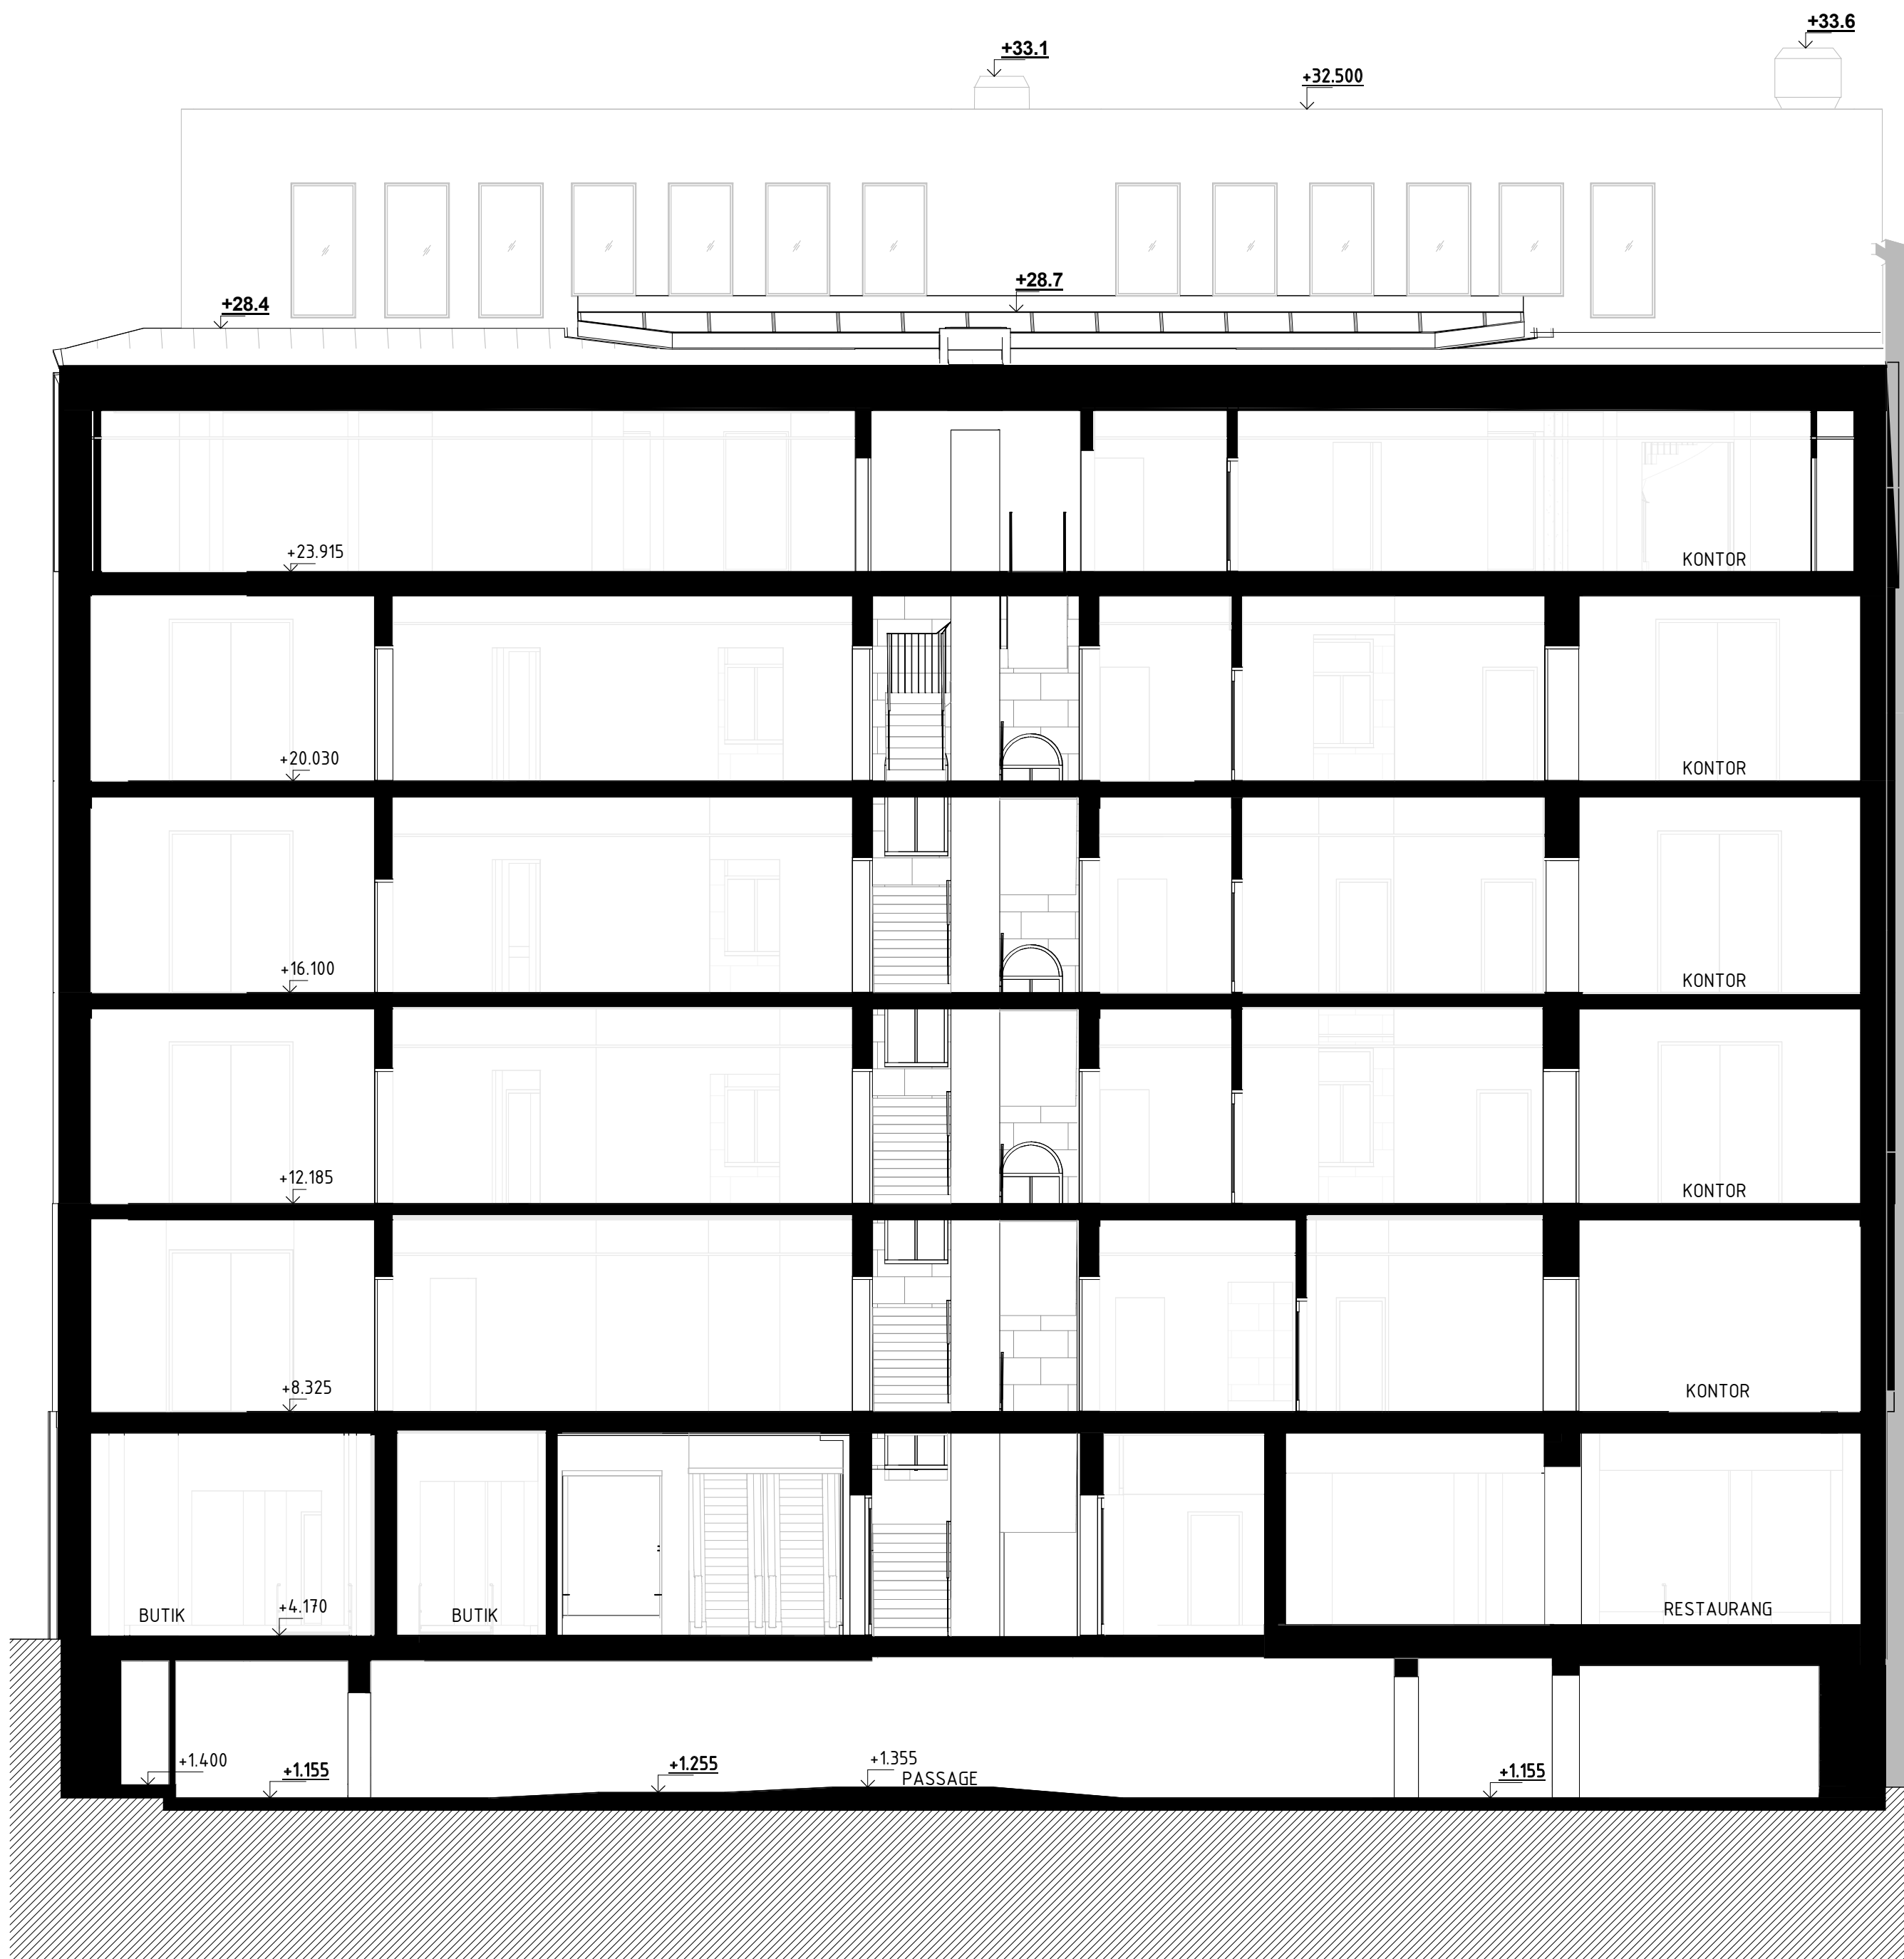 +33.6
+33.1
+32.500
+28.7
+28.4
+23.915
KONTOR
+20.030
KONTOR
+16.100
KONTOR
+12.185
KONTOR
+8.325
KONTOR
+4.170
BUTIK
BUTIK
RESTAURANG
+1.400
+1.155
+1.255
+1.355
PASSAGE
+1.155